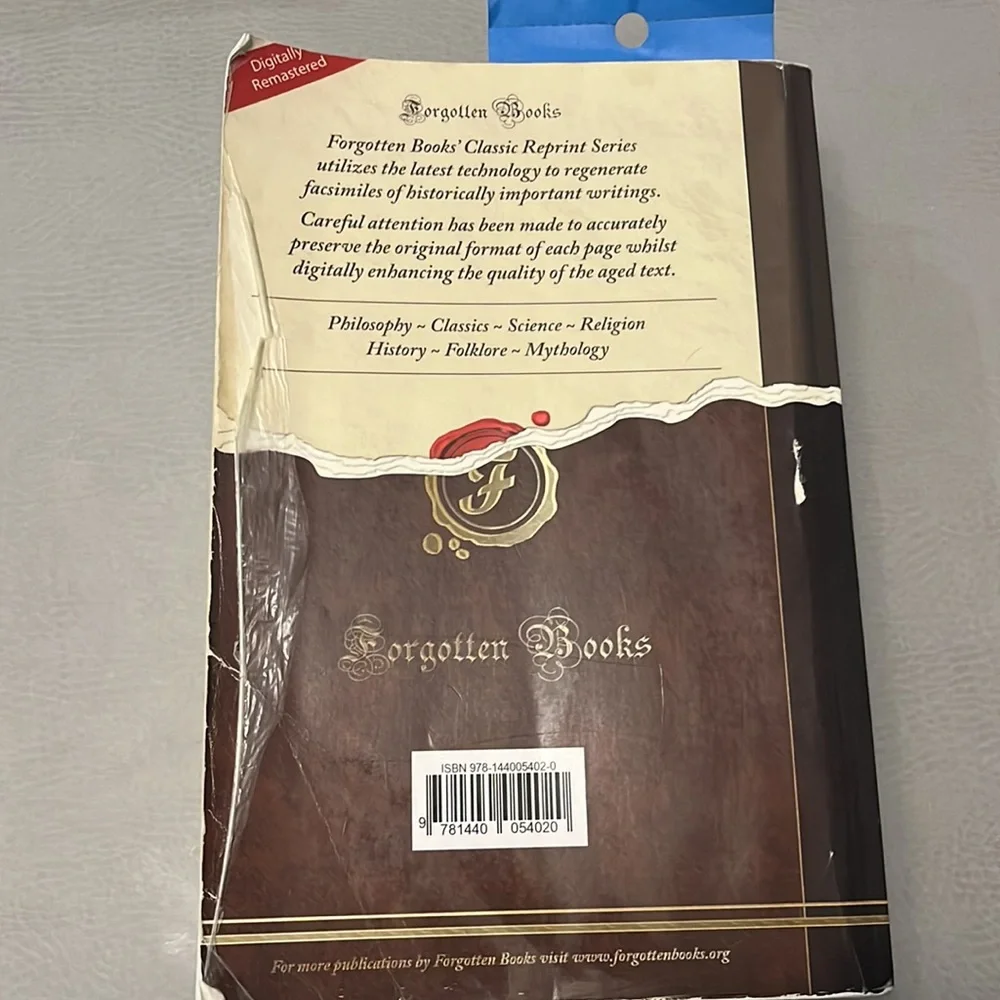 Digitally
Remastered
Forgotten Books
Forgotten Books' Classic Reprint Series
utilizes the latest technology to regenerate
facsimiles of historically important writings.
Careful attention has been made to accurately
preserve the original format of each page whilst
digitally enhancing the quality of the aged text.
Philosophy ~ Classics ~ Science ~ Religion
History ~ Folklore ~ Mythology
F
Forgotten Books
ISBN 978-144005402-0
9 781440 054020
For more publications by Forgotten Books visit www.forgottenbooks.org